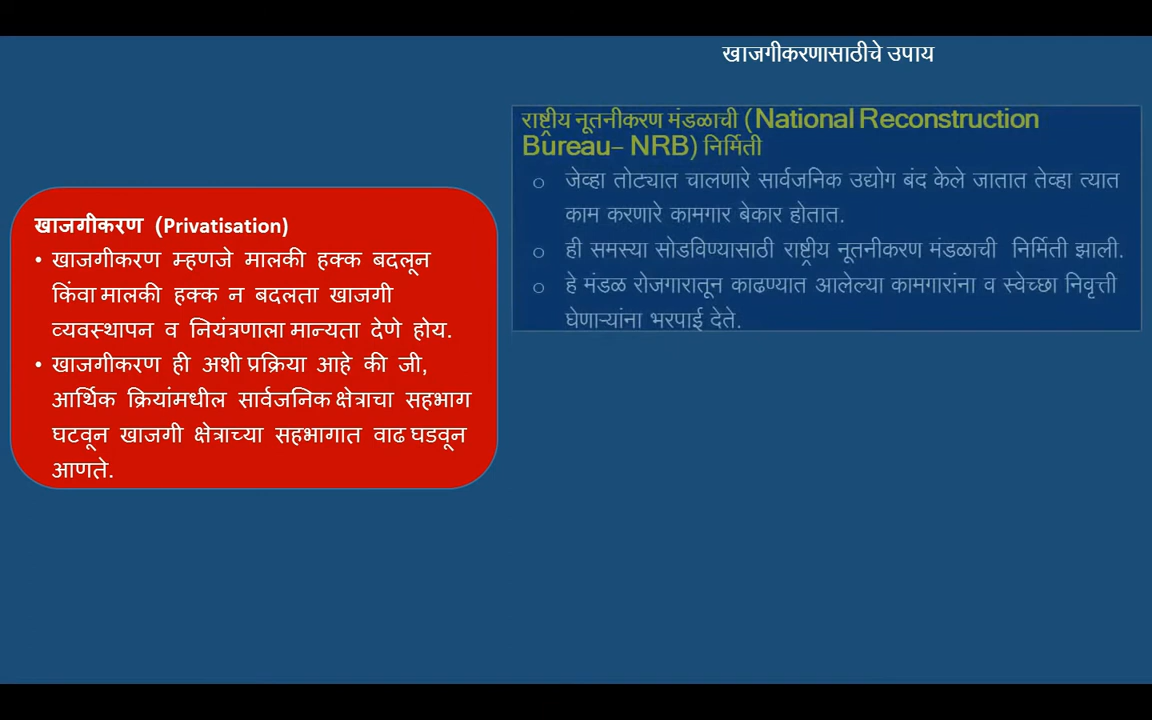 खाजगीकरणासाठीचे उपाय
राष्ट्रीय नूतनीकरण मंडळाची (National Reconstruction
Bureau– NRB) निर्मिती
○ जेव्हा तोट्यात चालणारे सार्वजनिक उद्योग बंद केले जातात तेव्हा त्यात
काम करणारे कामगार बेकार होतात.
○ ही समस्या सोडविण्यासाठी राष्ट्रीय नूतनीकरण मंडळाची निर्मिती झाली.
○ हे मंडळ रोजगारातून काढण्यात आलेल्या कामगारांना व स्वेच्छा निवृत्ती
घेणाऱ्यांना भरपाई देते.
खाजगीकरण (Privatisation)
• खाजगीकरण म्हणजे मालकी हक्क बदलून
किंवा मालकी हक्क न बदलता खाजगी
व्यवस्थापन व नियंत्रणाला मान्यता देणे होय.
• खाजगीकरण ही अशी प्रक्रिया आहे की जी,
आर्थिक क्रियांमधील सार्वजनिक क्षेत्राचा सहभाग
घटवून खाजगी क्षेत्राच्या सहभागात वाढ घडवून
आणते.